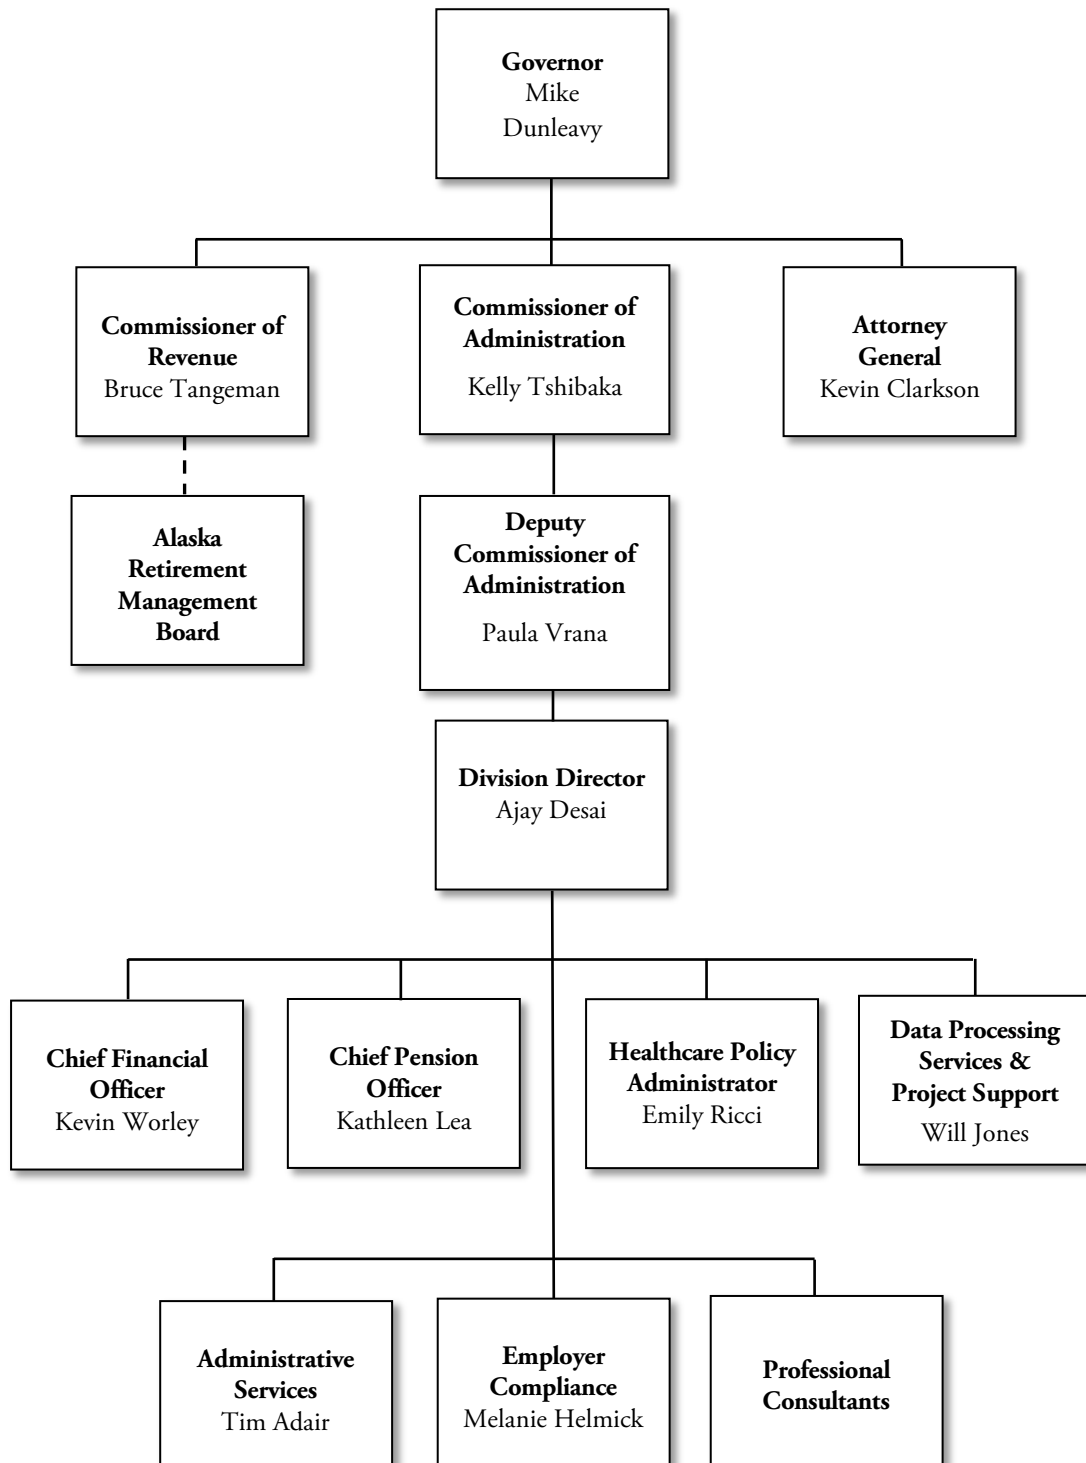 Governor
Mike
Dunleavy
Commissioner of
Revenue
Bruce Tangeman
Commissioner of
Administration
Kelly Tshibaka
Attorney
General
Kevin Clarkson
Alaska
Retirement
Management
Board
Deputy
Commissioner of
Administration
Paula Vrana
Division Director
Ajay Desai
Chief Financial
Officer
Kevin Worley
Chief Pension
Officer
Kathleen Lea
Healthcare Policy
Administrator
Emily Ricci
Data Processing
Services &
Project Support
Will Jones
Administrative
Services
Tim Adair
Employer
Compliance
Melanie Helmick
Professional
Consultants